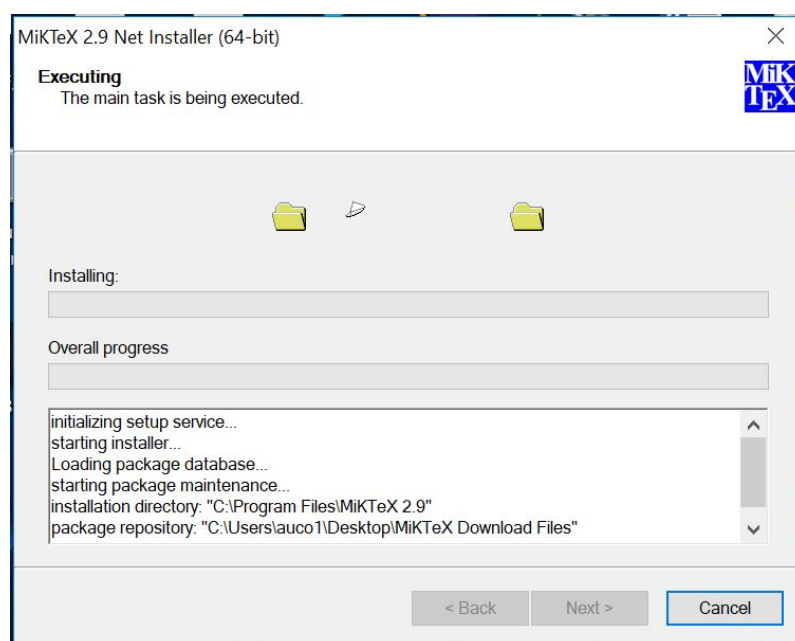 MiKTeX 2.9 Net Installer (64-bit)
Executing
The main task is being executed.
MiK
TEX
Installing:
Overall progress
initializing setup service...
starting installer...
Loading package database...
starting package maintenance...
installation directory: "C:\Program Files\MiKTeX 2.9"
package repository: "C:\Users\auco1\Desktop\MiKTeX Download Files"
< Back
Next >
Cancel